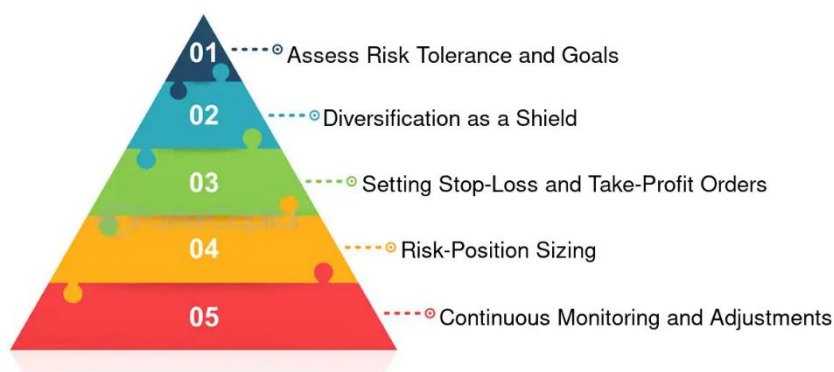 01
Assess Risk Tolerance and Goals
02
Diversification as a Shield
03
Setting Stop-Loss and Take-Profit Orders
04
Risk-Position Sizing
05
Continuous Monitoring and Adjustments